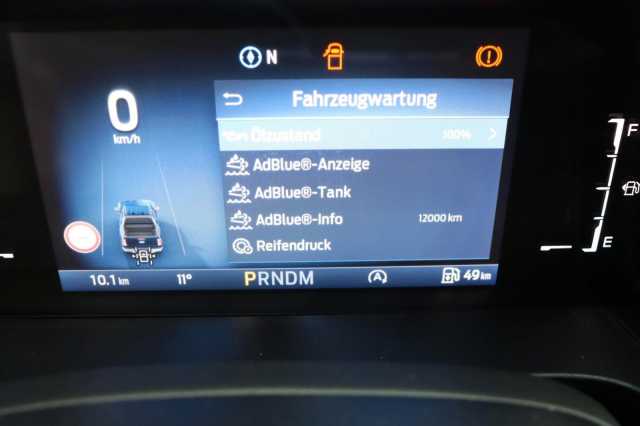 N
Fahrzeugwartung
0
km/h
Ölzustand 100%
AdBlue®-Anzeige
AdBlue®-Tank
AdBlue®-Info 12000 km
Reifendruck
F
E
10.1 km 11° PRNDM A 49 km